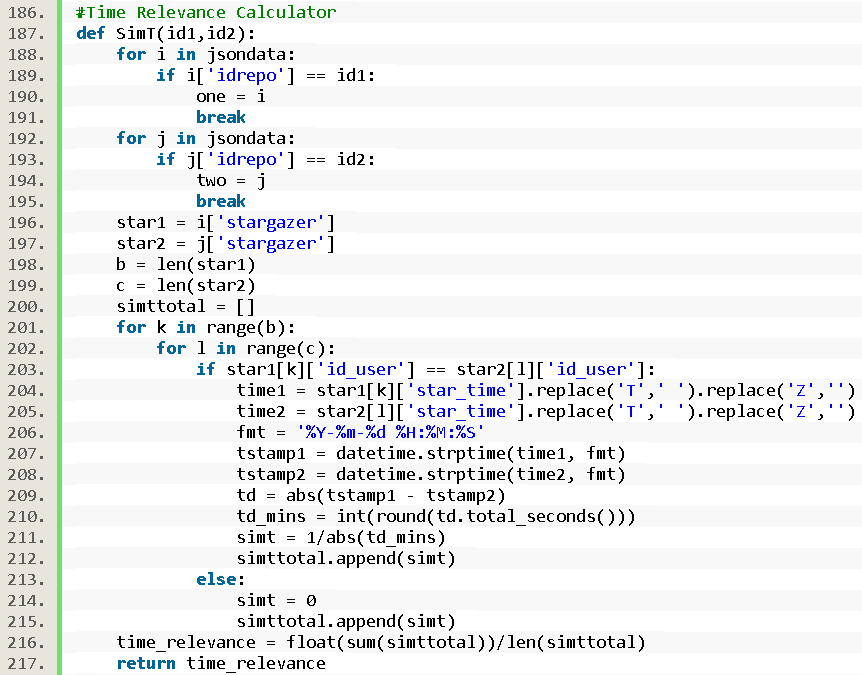 186. #Time Relevance Calculator
187. def SimT(id1,id2):
188.     for i in jsondata:
189.         if i['idrepo'] == id1:
190.             one = i
191.             break
192.     for j in jsondata:
193.         if j['idrepo'] == id2:
194.             two = j
195.             break
196.     star1 = i['stargazer']
197.     star2 = j['stargazer']
198.     b = len(star1)
199.     c = len(star2)
200.     simttotal = []
201.     for k in range(b):
202.         for l in range(c):
203.             if star1[k]['id_user'] == star2[l]['id_user']:
204.                 time1 = star1[k]['star_time'].replace('T',' ').replace('Z','')
205.                 time2 = star2[l]['star_time'].replace('T',' ').replace('Z','')
206.                 fmt = '%Y-%m-%d %H:%M:%S'
207.                 tstamp1 = datetime.strptime(time1, fmt)
208.                 tstamp2 = datetime.strptime(time2, fmt)
209.                 td = abs(tstamp1 - tstamp2)
210.                 td_mins = int(round(td.total_seconds()))
211.                 simt = 1/abs(td_mins)
212.                 simttotal.append(simt)
213.             else:
214.                 simt = 0
215.                 simttotal.append(simt)
216.     time_relevance = float(sum(simttotal))/len(simttotal)
217.     return time_relevance